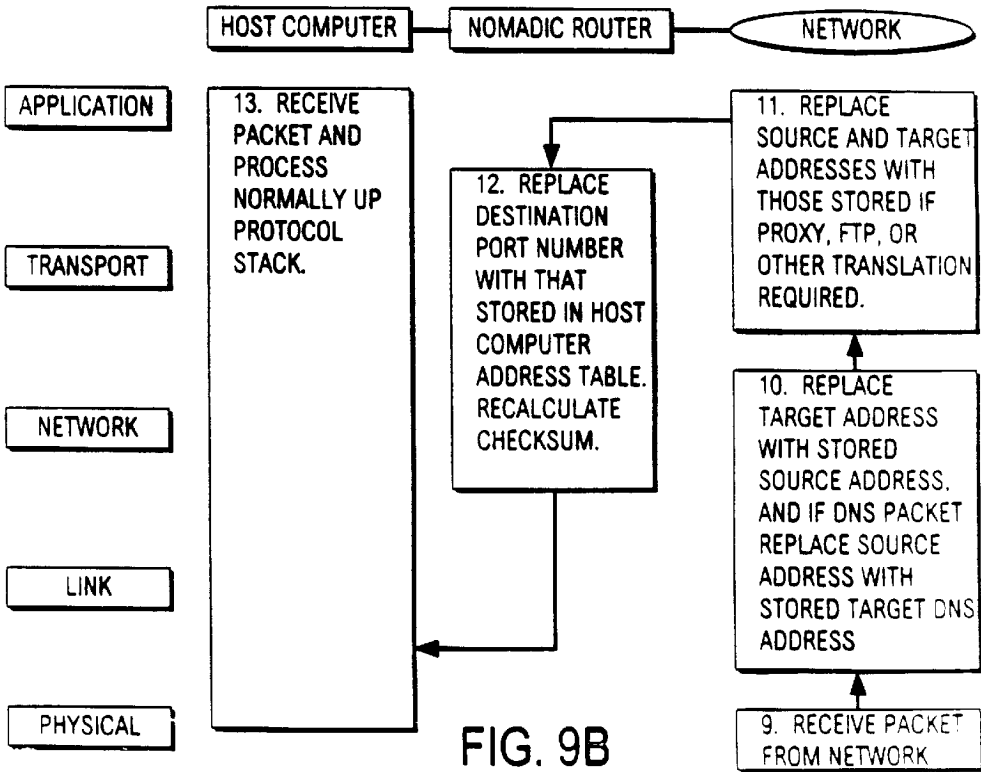 HOST COMPUTER
NOMADIC ROUTER
NETWORK
APPLICATION
TRANSPORT
NETWORK
LINK
PHYSICAL
13. RECEIVE
PACKET AND
PROCESS
NORMALLY UP
PROTOCOL
STACK.
12. REPLACE
DESTINATION
PORT NUMBER
WITH THAT
STORED IN HOST
COMPUTER
ADDRESS TABLE.
RECALCULATE
CHECKSUM.
11. REPLACE
SOURCE AND TARGET
ADDRESSES WITH
THOSE STORED IF
PROXY, FTP, OR
OTHER TRANSLATION
REQUIRED.
10. REPLACE
TARGET ADDRESS
WITH STORED
SOURCE ADDRESS.
AND IF DNS PACKET
REPLACE SOURCE
ADDRESS WITH
STORED TARGET DNS
ADDRESS
9. RECEIVE PACKET
FROM NETWORK
FIG. 9B